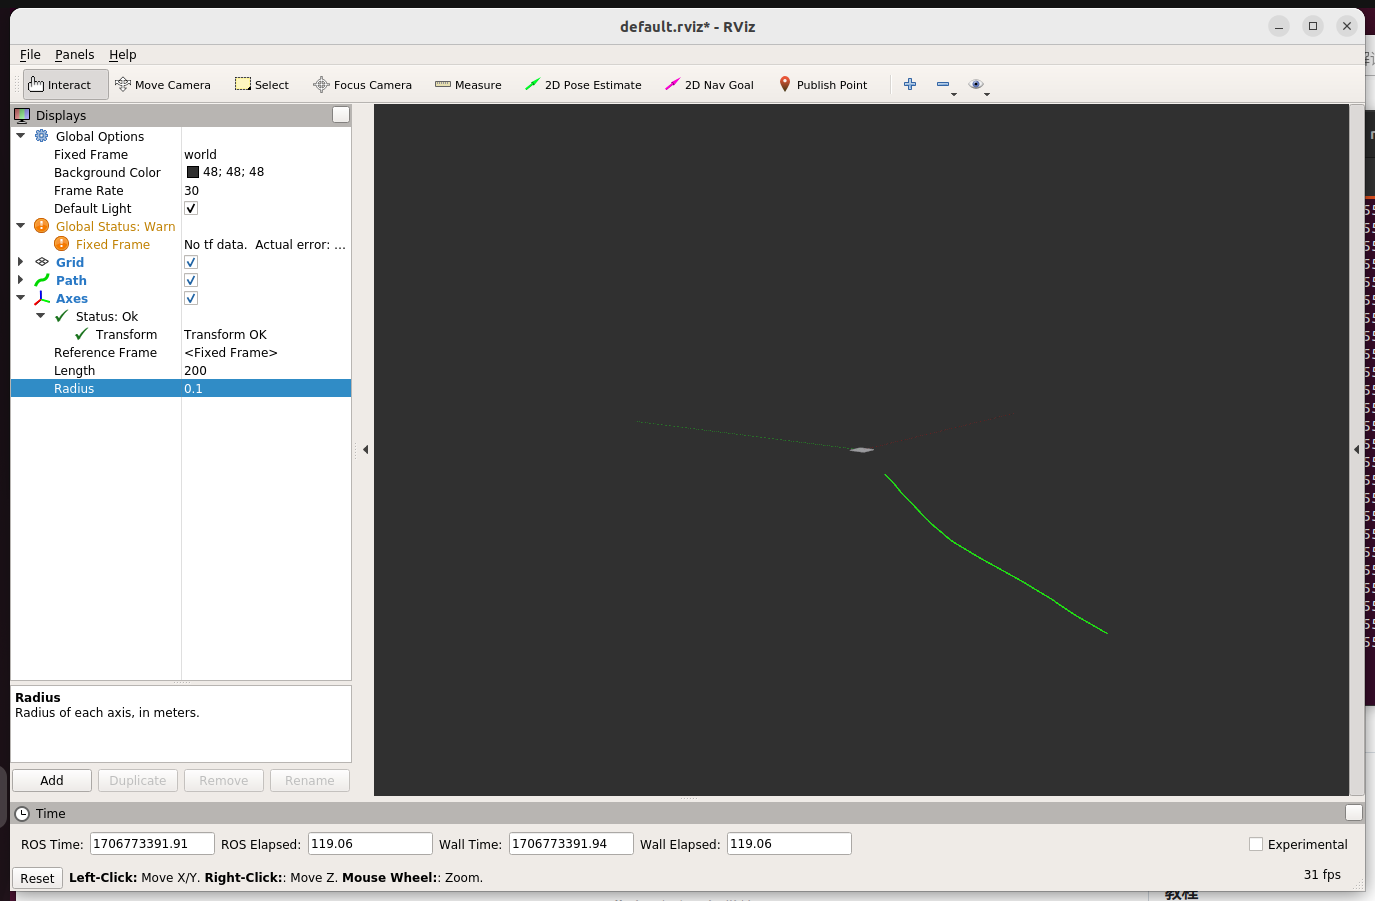 default.rviz* - RViz
File Panels Help
Interact Move Camera Select Focus Camera Measure 2D Pose Estimate 2D Nav Goal Publish Point
Displays
Global Options
Fixed Frame world
Background Color 48; 48; 48
Frame Rate 30
Default Light
Global Status: Warn
Fixed Frame No tf data.  Actual error: ...
Grid
Path
Axes
Status: Ok
Transform Transform OK
Reference Frame <Fixed Frame>
Length 200
Radius 0.1
Radius
Radius of each axis, in meters.
Add Duplicate Remove Rename
Time
ROS Time: 1706773391.91 ROS Elapsed: 119.06 Wall Time: 1706773391.94 Wall Elapsed: 119.06 Experimental
Reset Left-Click: Move X/Y. Right-Click:: Move Z. Mouse Wheel:: Zoom. 31 fps
教程